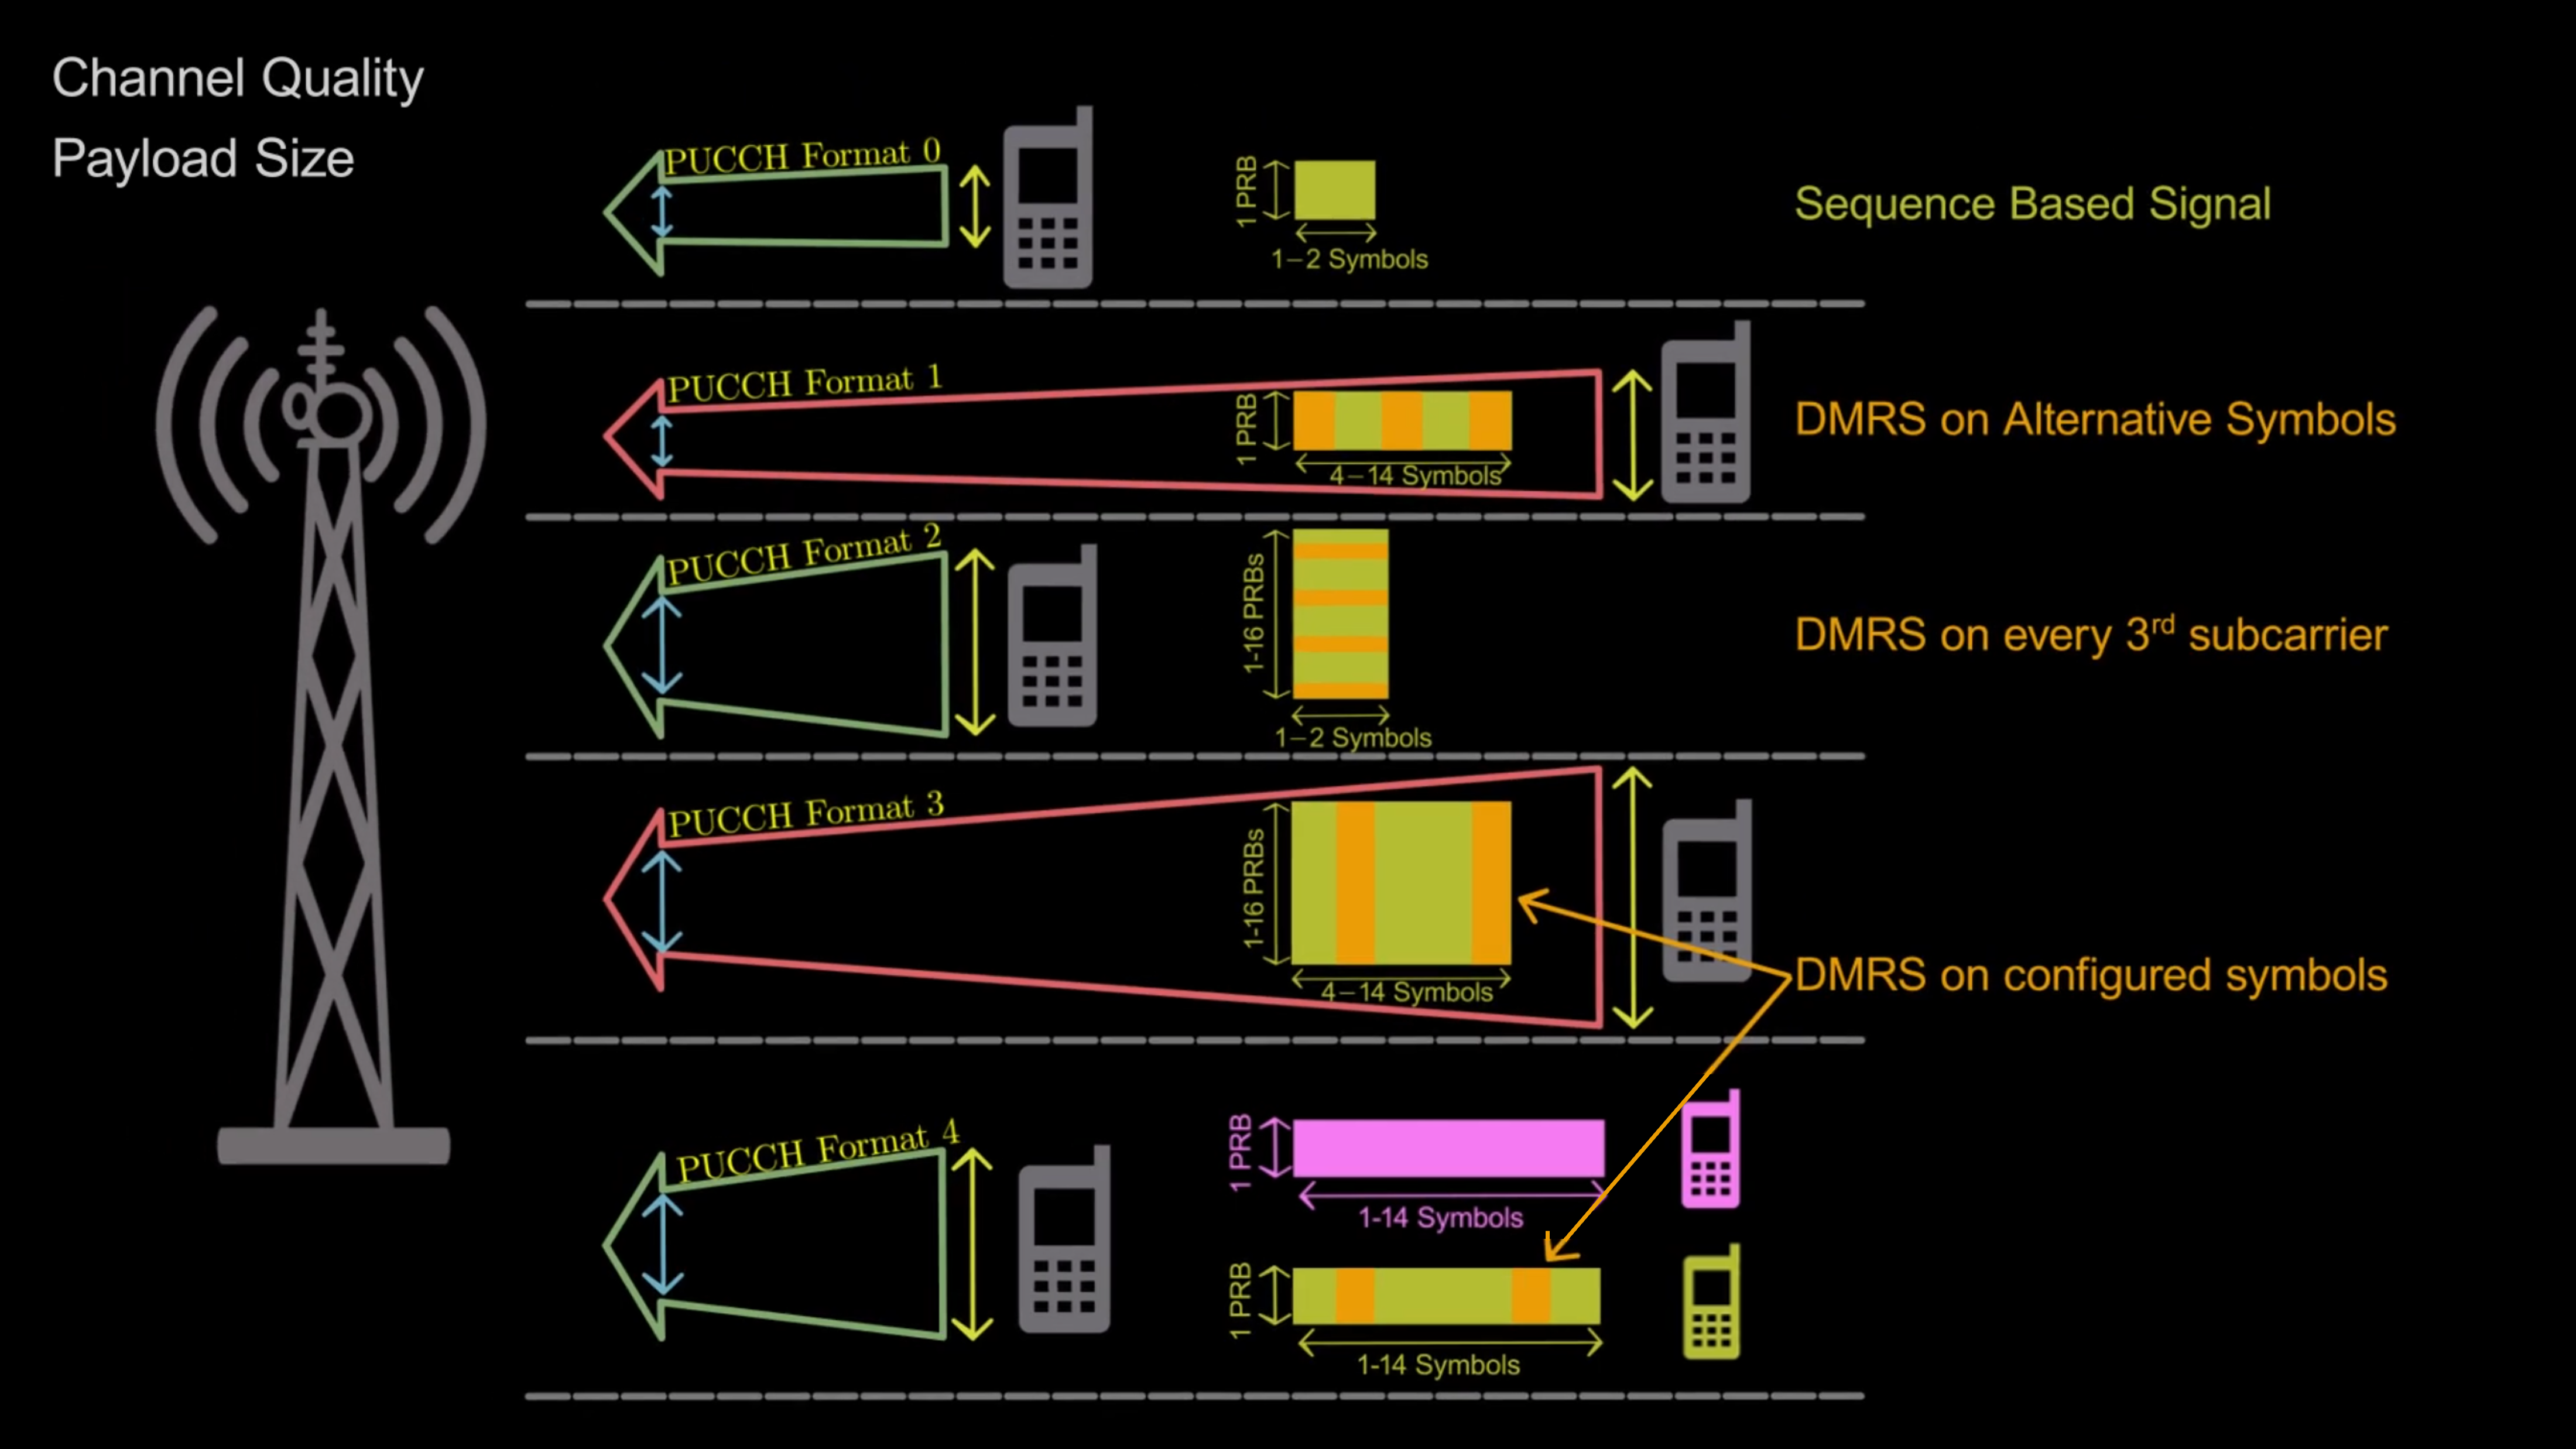 Channel Quality
Payload Size
PUCCH Format 0
1 PRB
1–2 Symbols
Sequence Based Signal
PUCCH Format 1
1 PRB
4–14 Symbols
DMRS on Alternative Symbols
PUCCH Format 2
1-16 PRBs
1–2 Symbols
DMRS on every 3rd subcarrier
PUCCH Format 3
1-16 PRBs
4–14 Symbols
DMRS on configured symbols
PUCCH Format 4
1 PRB
1-14 Symbols
1 PRB
1-14 Symbols